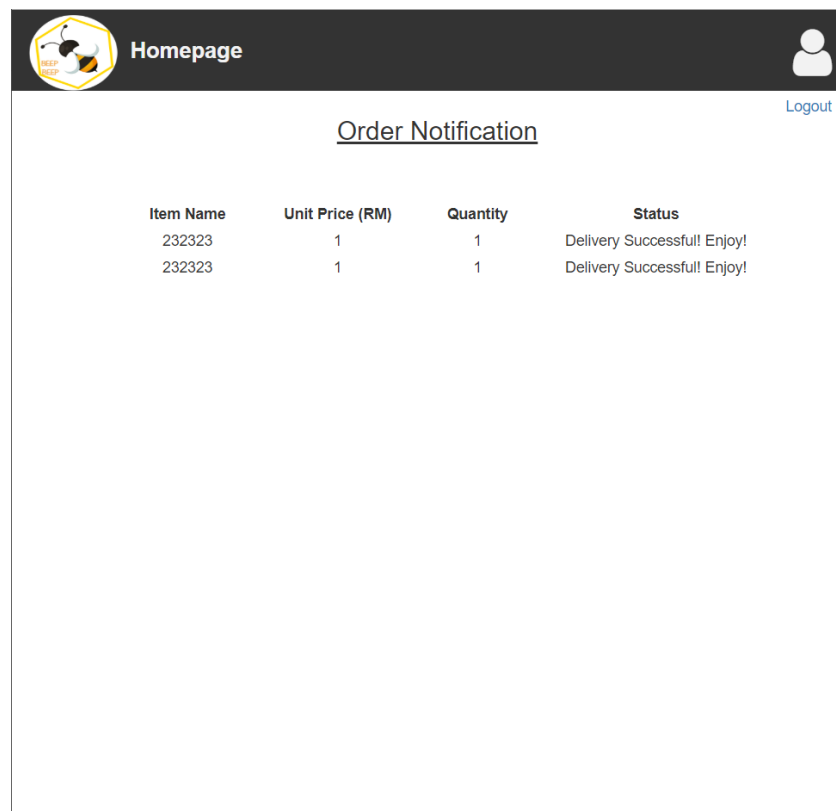 BEEP
BEEP
Homepage
Logout
Order Notification
Item Name Unit Price (RM) Quantity Status
232323 1 1 Delivery Successful! Enjoy!
232323 1 1 Delivery Successful! Enjoy!